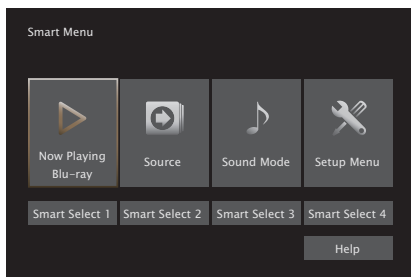 Smart Menu
Now Playing
Blu-ray
Source
Sound Mode
Setup Menu
Smart Select 1
Smart Select 2
Smart Select 3
Smart Select 4
Help